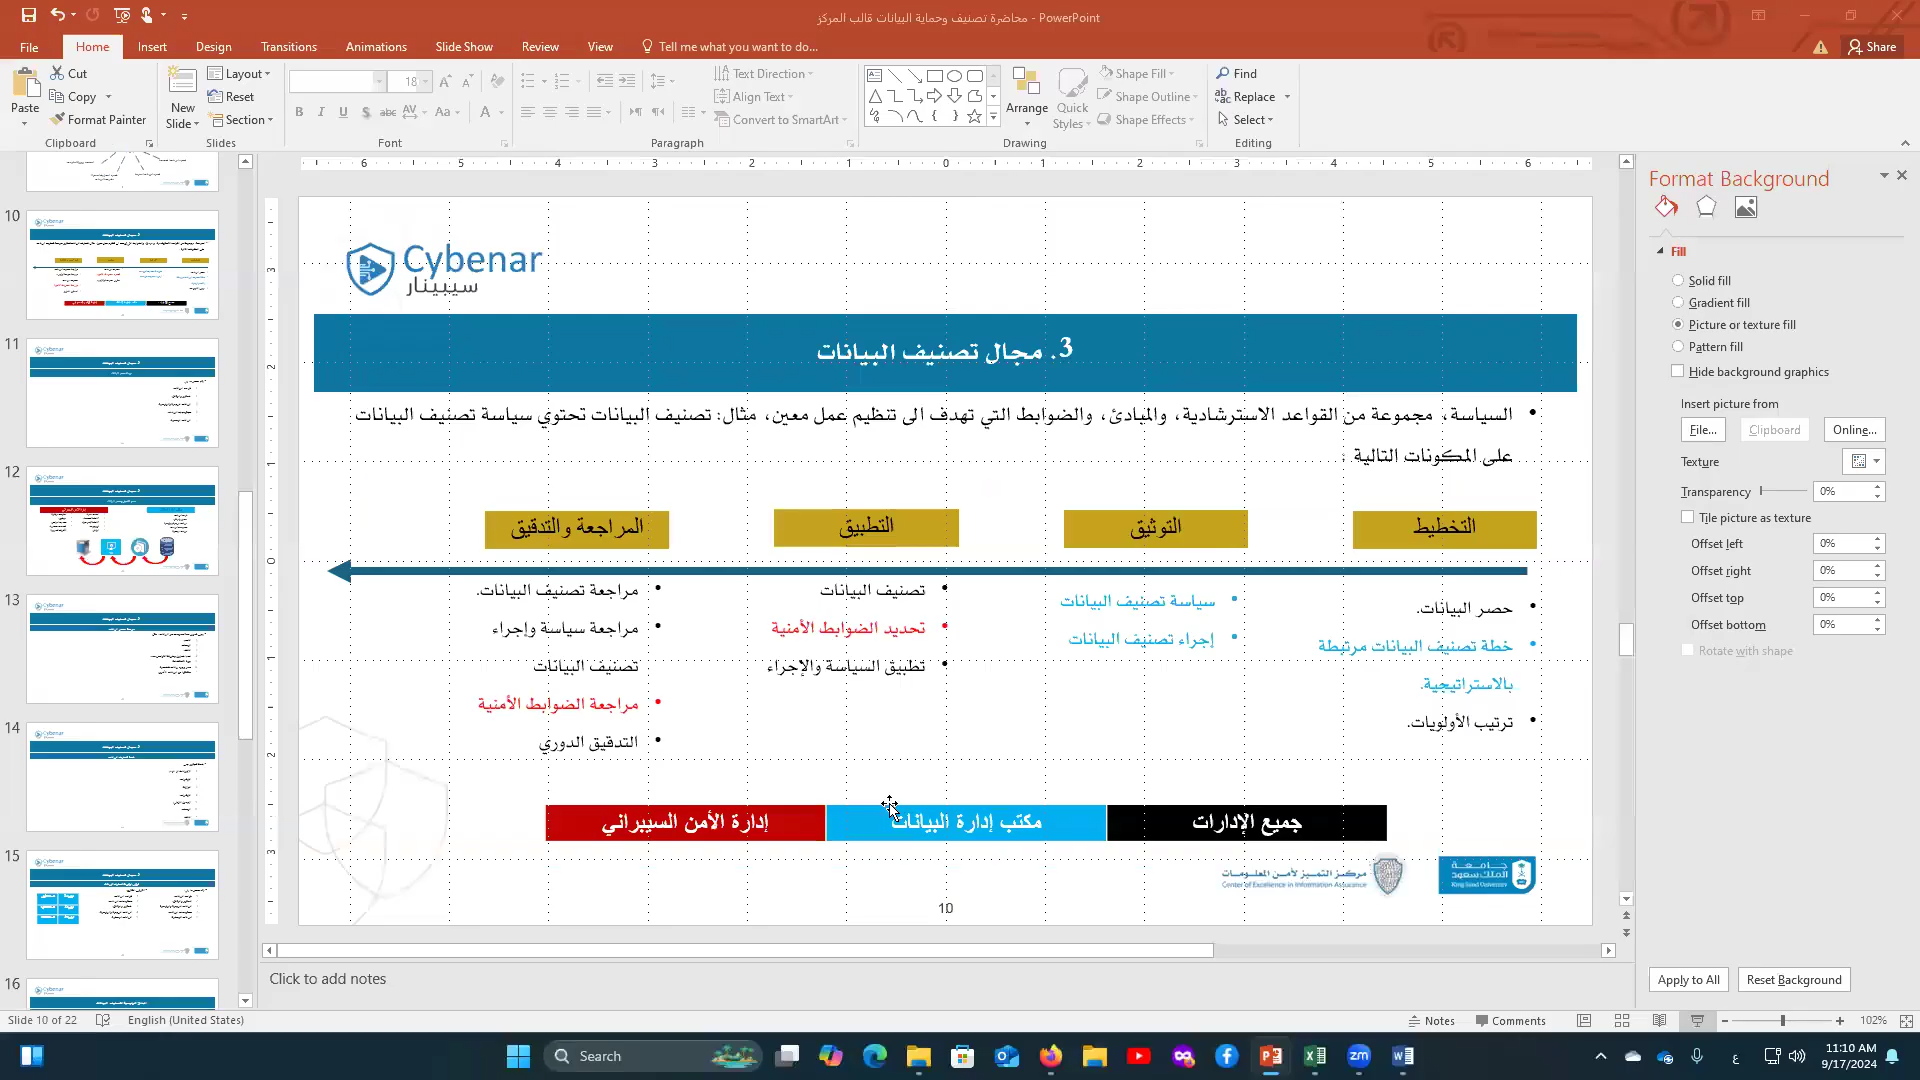 محاضرة تصنيف وحماية البيانات قالب المركز - PowerPoint
File Home Insert Design Transitions Animations Slide Show Review View Tell me what you want to do... Share
Paste
Cut
Copy
Format Painter
Clipboard
New Slide
Layout
Reset
Section
Slides
18
Font
Text Direction
Align Text
Convert to SmartArt
Paragraph
Arrange
Quick Styles
Shape Fill
Shape Outline
Shape Effects
Drawing
Find
Replace
Select
Editing
10
11
12
13
14
15
16
Cybenar
سيبينار
3. مجال تصنيف البيانات
• السياسة، مجموعة من القواعد الاسترشادية، والمبادئ، والضوابط التي تهدف الى تنظيم عمل معين، مثال: تصنيف البيانات تحتوي سياسة تصنيف البيانات
على المكونات التالية :
التخطيط
التوثيق
التطبيق
المراجعة والتدقيق
• حصر البيانات.
• خطة تصنيف البيانات مرتبطة
بالاستراتيجية.
• ترتيب الأولويات.
• سياسة تصنيف البيانات
• إجراء تصنيف البيانات
• تصنيف البيانات
• تحديد الضوابط الأمنية
• تطبيق السياسة والإجراء
• مراجعة تصنيف البيانات.
• مراجعة سياسة وإجراء
تصنيف البيانات
• مراجعة الضوابط الأمنية
• التدقيق الدوري
جميع الإدارات
مكتب إدارة البيانات
إدارة الأمن السيبراني
مركز التميز لأمن المعلومات
Center of Excellence in Information Assurance
جامعة
الملك سعود
King Saud University
10
Click to add notes
Format Background
Fill
Solid fill
Gradient fill
Picture or texture fill
Pattern fill
Hide background graphics
Insert picture from
File... Clipboard Online...
Texture
Transparency 0%
Tile picture as texture
Offset left 0%
Offset right 0%
Offset top 0%
Offset bottom 0%
Rotate with shape
Apply to All Reset Background
Slide 10 of 22 English (United States) Notes Comments 102%
Search
11:10 AM
9/17/2024